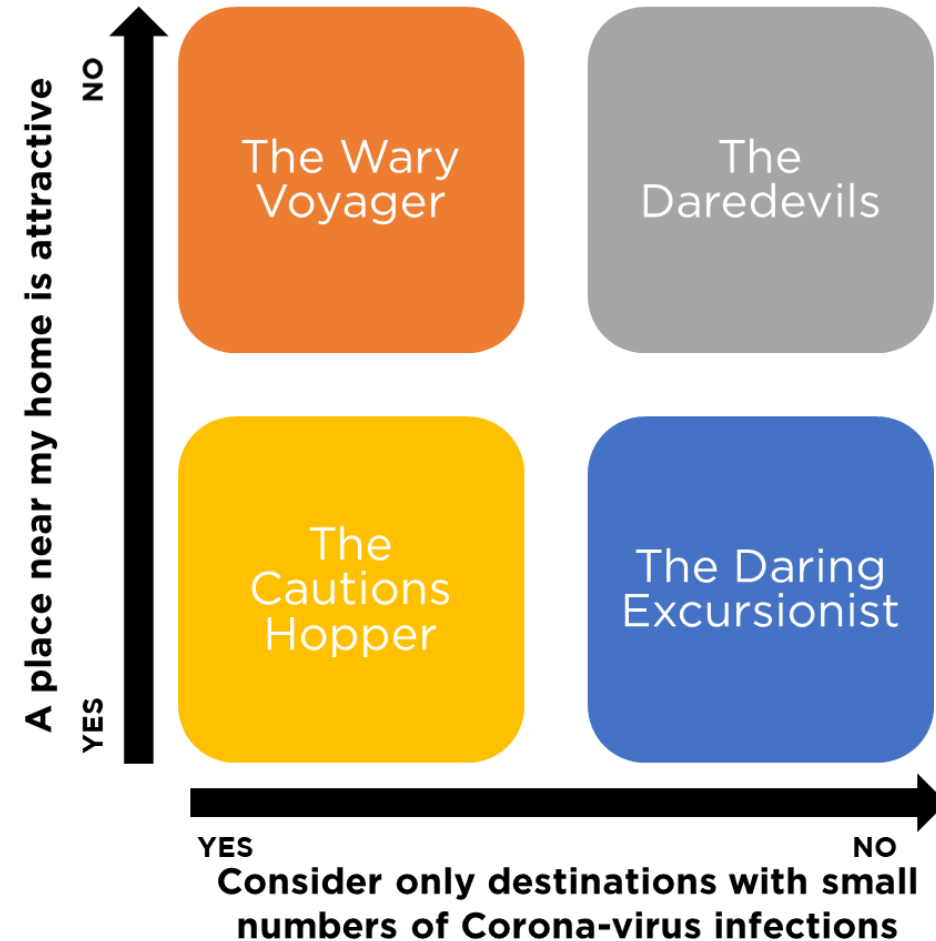 A place near my home is attractive
NO
YES
The Wary
Voyager
The
Daredevils
The
Cautions
Hopper
The Daring
Excursionist
YES
NO
Consider only destinations with small
numbers of Corona-virus infections